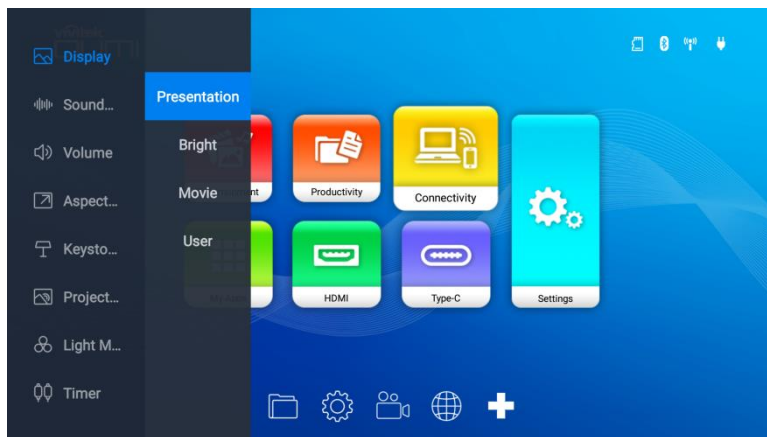 Display
Sound...
Volume
Aspect...
Keysto...
Project...
Light M...
Timer
Presentation
Bright
Movie
User
Productivity
Connectivity
HDMI
Type-C
Settings